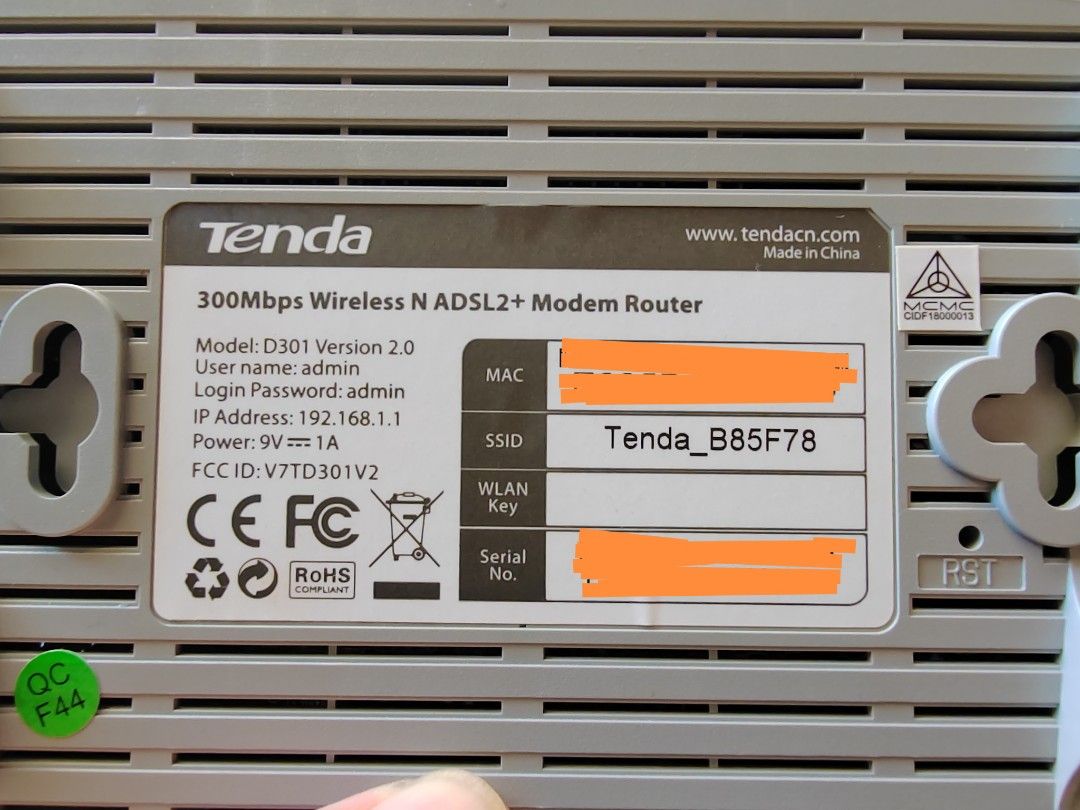 Tenda
www.tendacn.com
Made in China
300Mbps Wireless N ADSL2+ Modem Router
Model: D301 Version 2.0
User name: admin
Login Password: admin
IP Address: 192.168.1.1
Power: 9V⎓1A
FCC ID: V7TD301V2
CE FC
RoHS
COMPLIANT
MAC
SSID
Tenda_B85F78
WLAN
Key
Serial
No.
MCMC
CIDF18000013
RST
QC
F44